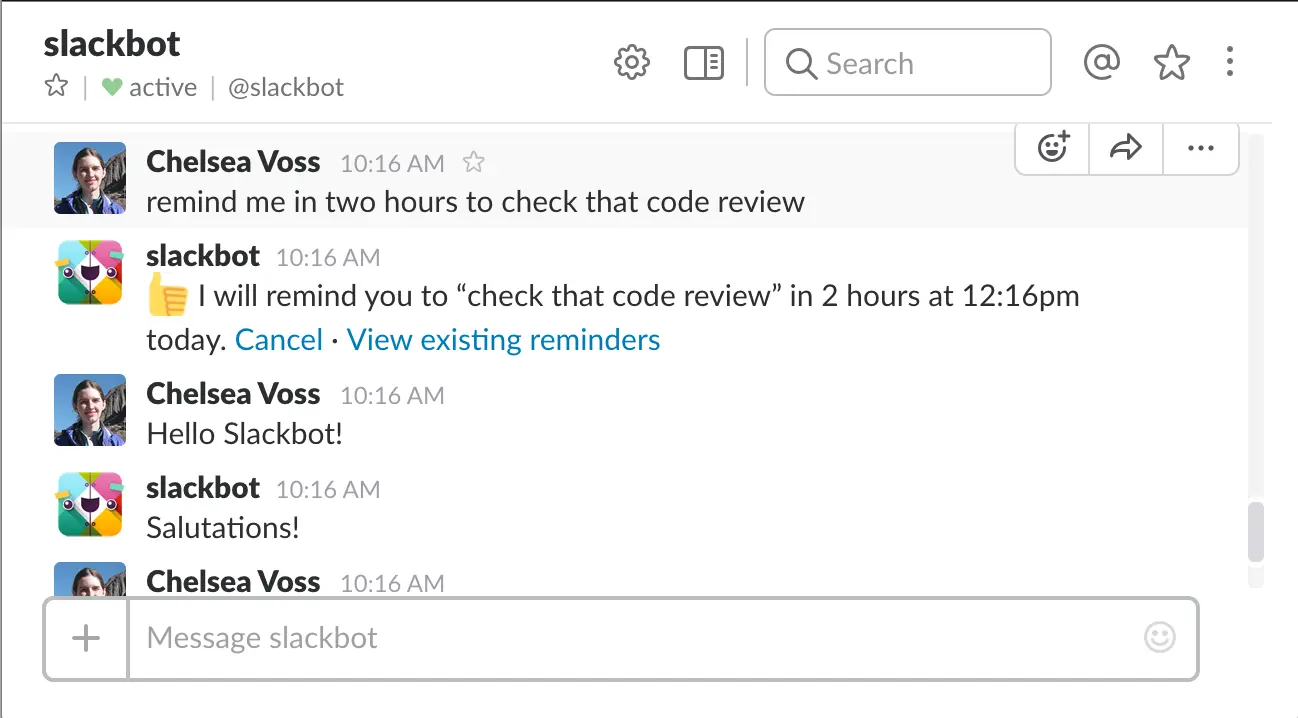 slackbot
active | @slackbot
Search
Chelsea Voss 10:16 AM
remind me in two hours to check that code review
slackbot 10:16 AM
I will remind you to “check that code review” in 2 hours at 12:16pm
today. Cancel · View existing reminders
Chelsea Voss 10:16 AM
Hello Slackbot!
slackbot 10:16 AM
Salutations!
Chelsea Voss 10:16 AM
Message slackbot